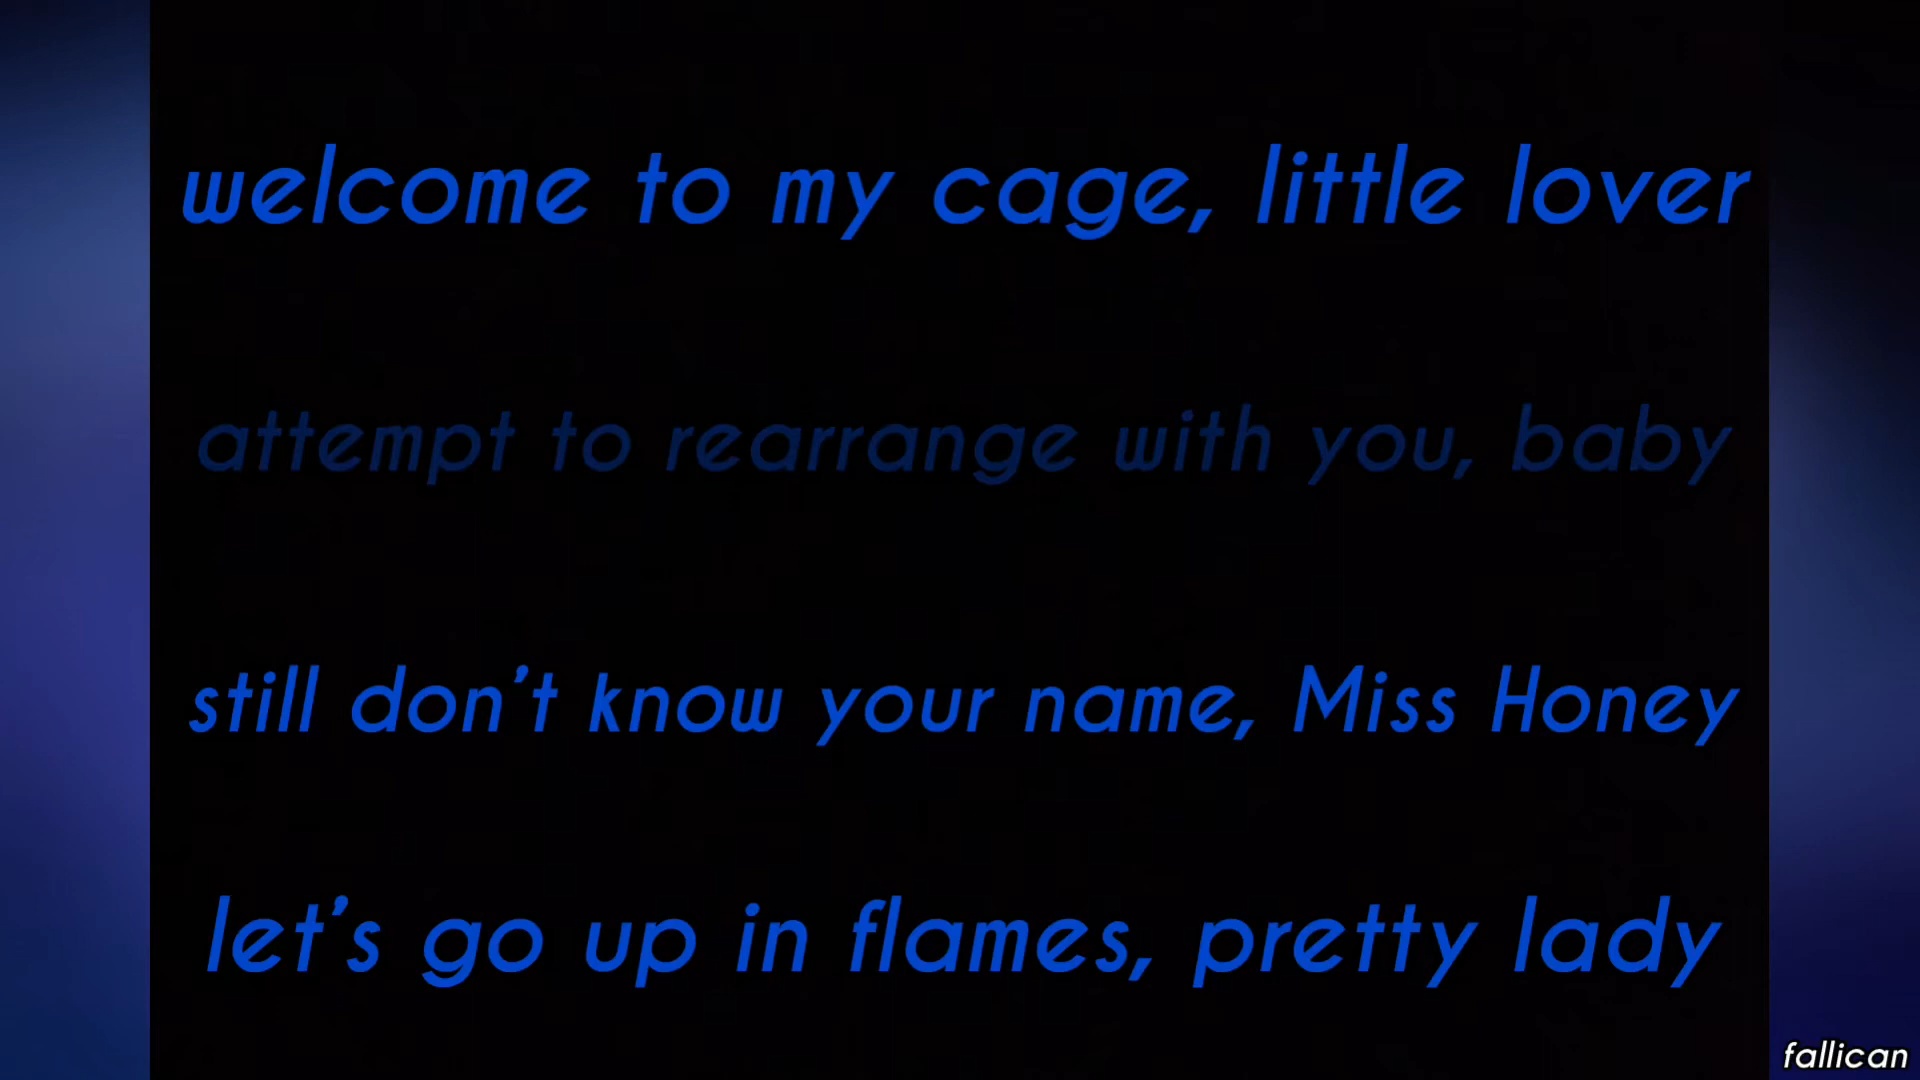 welcome to my cage, little lover
attempt to rearrange with you, baby
still don't know your name, Miss Honey
let's go up in flames, pretty lady
fallican